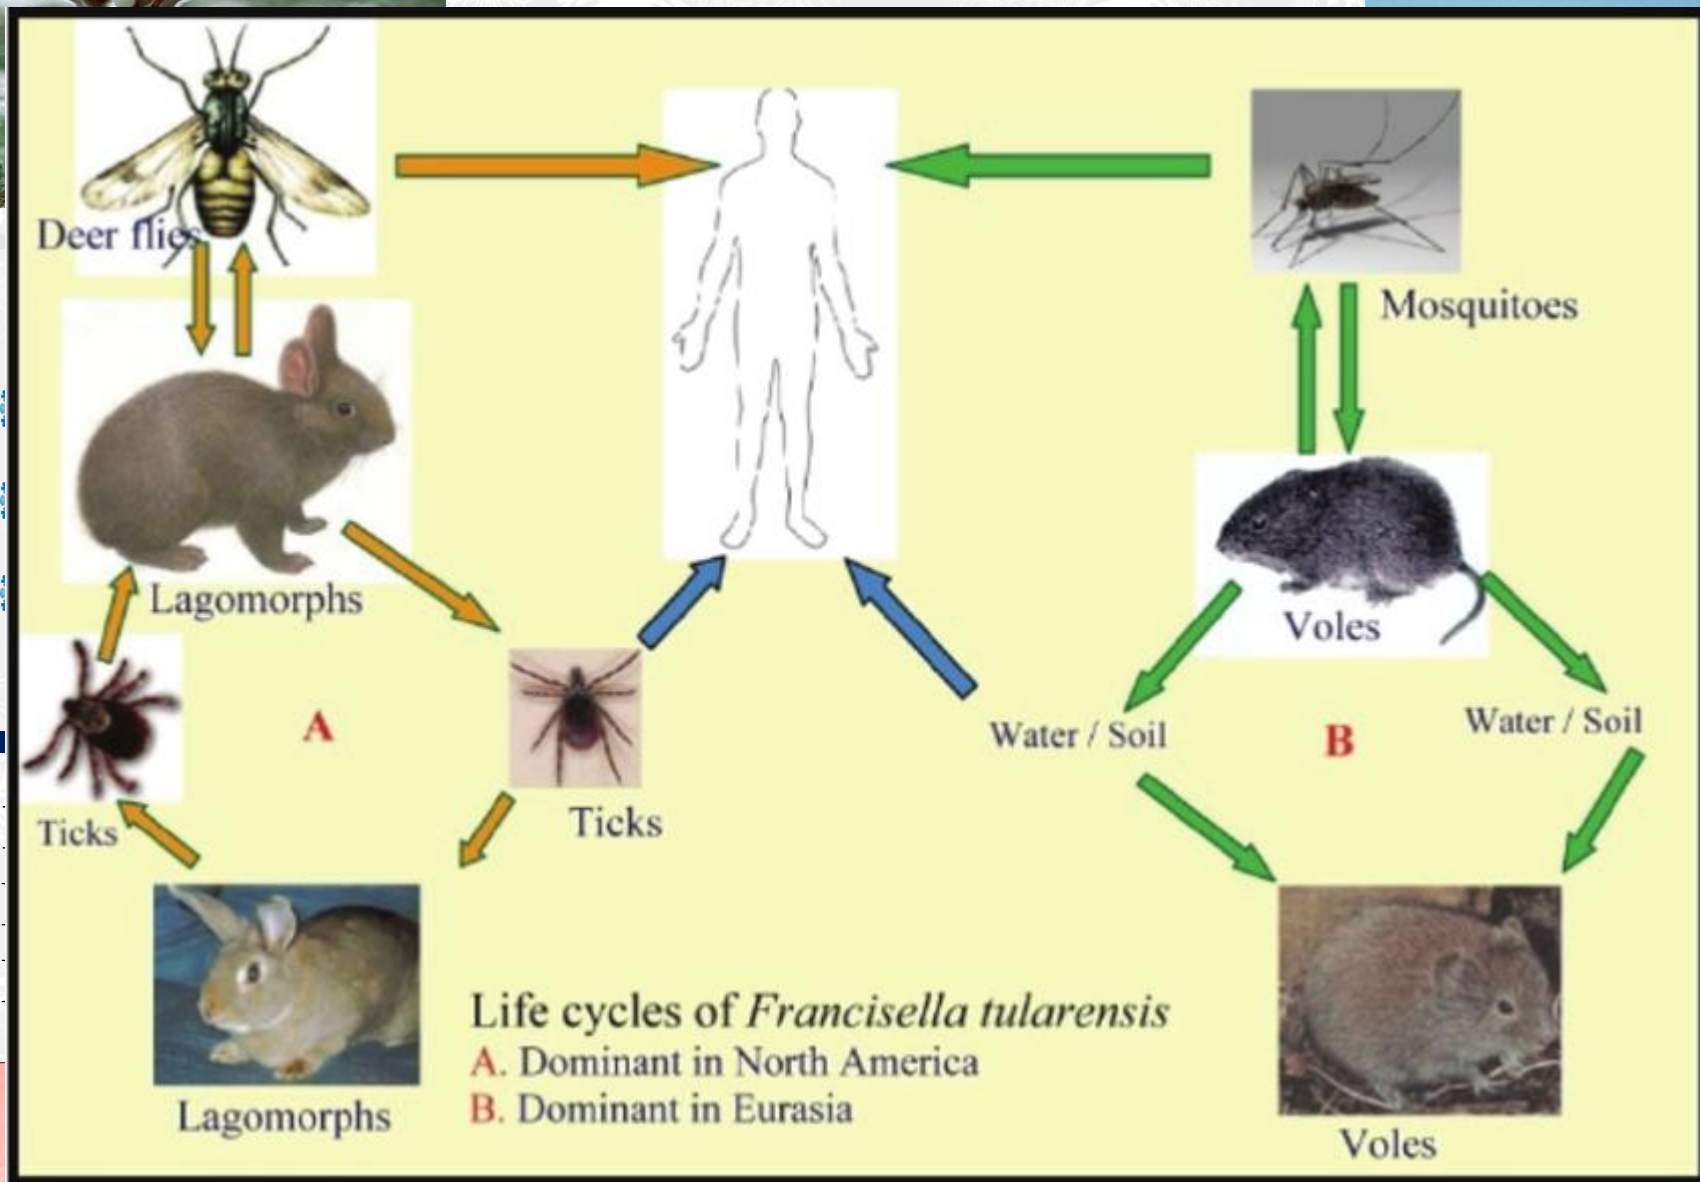 Deer flies
Mosquitoes
Lagomorphs
Voles
A
Water / Soil
B
Water / Soil
Ticks
Ticks
Life cycles of Francisella tularensis
A. Dominant in North America
B. Dominant in Eurasia
Lagomorphs
Voles